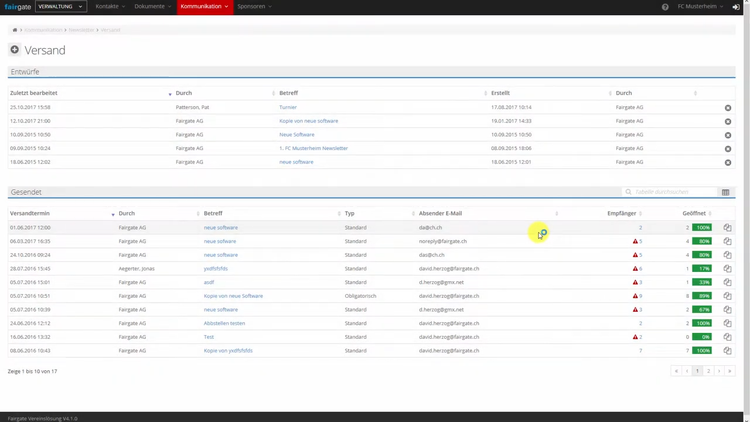 fairgate VERWALTUNG Kontakte Dokumente Kommunikation Sponsoren FC Musterheim
Kommunikation / Newsletter / Versand
Versand
Entwürfe
Zuletzt bearbeitet Durch Betreff Erstellt Durch
25.10.2017 15:58 Patterson, Pat Turnier 17.08.2017 10:14 Fairgate AG
12.10.2017 21:00 Fairgate AG Kopie von neue software 19.01.2017 14:33 Fairgate AG
10.09.2015 10:50 Fairgate AG Neue Software 10.09.2015 10:50 Fairgate AG
09.09.2015 10:24 Fairgate AG 1. FC Musterheim Newsletter 08.09.2015 18:06 Fairgate AG
18.06.2015 12:02 Fairgate AG neue software 18.06.2015 12:01 Fairgate AG
Gesendet Tabelle durchsuchen
Versandtermin Durch Betreff Typ Absender E-Mail Empfänger Geöffnet
01.06.2017 12:00 Fairgate AG neue software Standard da@ch.ch 2 2 100%
06.03.2017 16:35 Fairgate AG neue software Standard noreply@fairgate.ch 5 4 80%
24.10.2016 09:24 Fairgate AG neue software Standard das@ch.ch 5 4 80%
28.07.2016 15:45 Aegerter, Jonas yxdfsfsfds Standard david.herzog@fairgate.ch 6 1 17%
05.07.2016 15:01 Fairgate AG asdf Standard d.herzog@gmx.net 3 1 33%
05.07.2016 10:51 Fairgate AG Kopie von neue Software Obligatorisch david.herzog@fairgate.ch 9 8 89%
05.07.2016 10:39 Fairgate AG neue software Standard d.herzog@gmx.net 3 2 67%
24.06.2016 12:12 Fairgate AG Abbstellen testen Standard david.herzog@fairgate.ch 2 2 100%
16.06.2016 13:32 Fairgate AG Text Standard david.herzog@fairgate.ch 2 0 0%
08.06.2016 10:43 Fairgate AG Kopie von yxdfsfsfds Standard david.herzog@fairgate.ch 7 7 100%
Zeige 1 bis 10 von 17 « ‹ 1 2 › »
Fairgate Vereinslösung V4.1.0